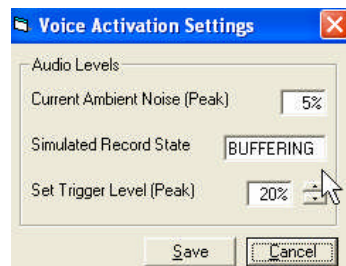 Voice Activation Settings
Audio Levels
Current Ambient Noise (Peak) 5%
Simulated Record State BUFFERING
Set Trigger Level (Peak) 20%
Save Cancel